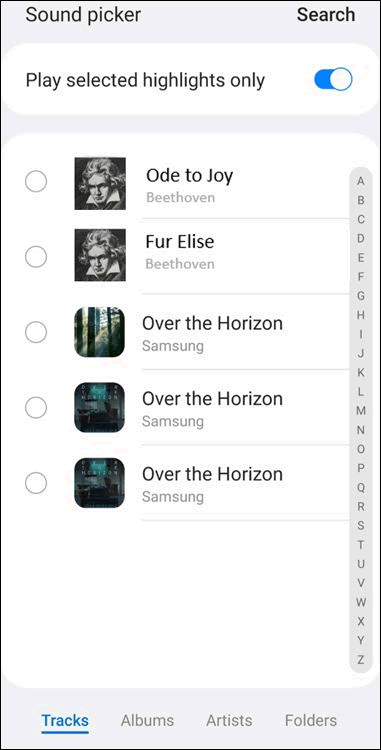 Sound picker
Search
Play selected highlights only
Ode to Joy
Beethoven
Fur Elise
Beethoven
Over the Horizon
Samsung
Over the Horizon
Samsung
Over the Horizon
Samsung
A
B
C
D
E
F
G
H
I
J
K
L
M
N
O
P
Q
R
S
T
U
V
W
X
Y
Z
Tracks
Albums
Artists
Folders